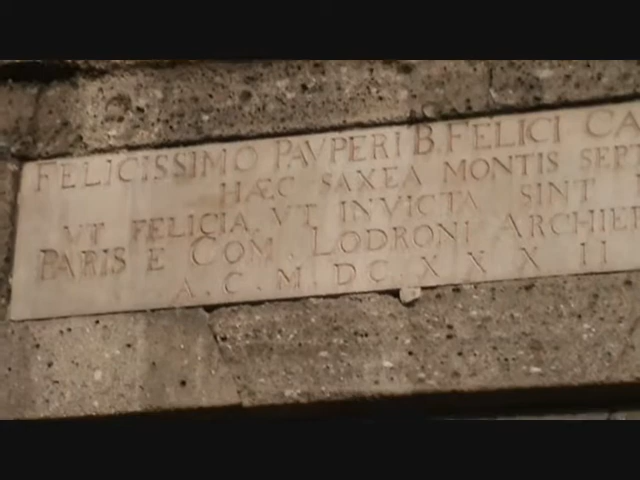 FELICISSIMO PAVPERI B. FELICI CA
HÆC SAXEA MONTIS SEPT
VT FELICIA, VT INVICTA SINT
PARIS E COM. LODRONI ARCHIEP
A. C. M. DC. XXXII